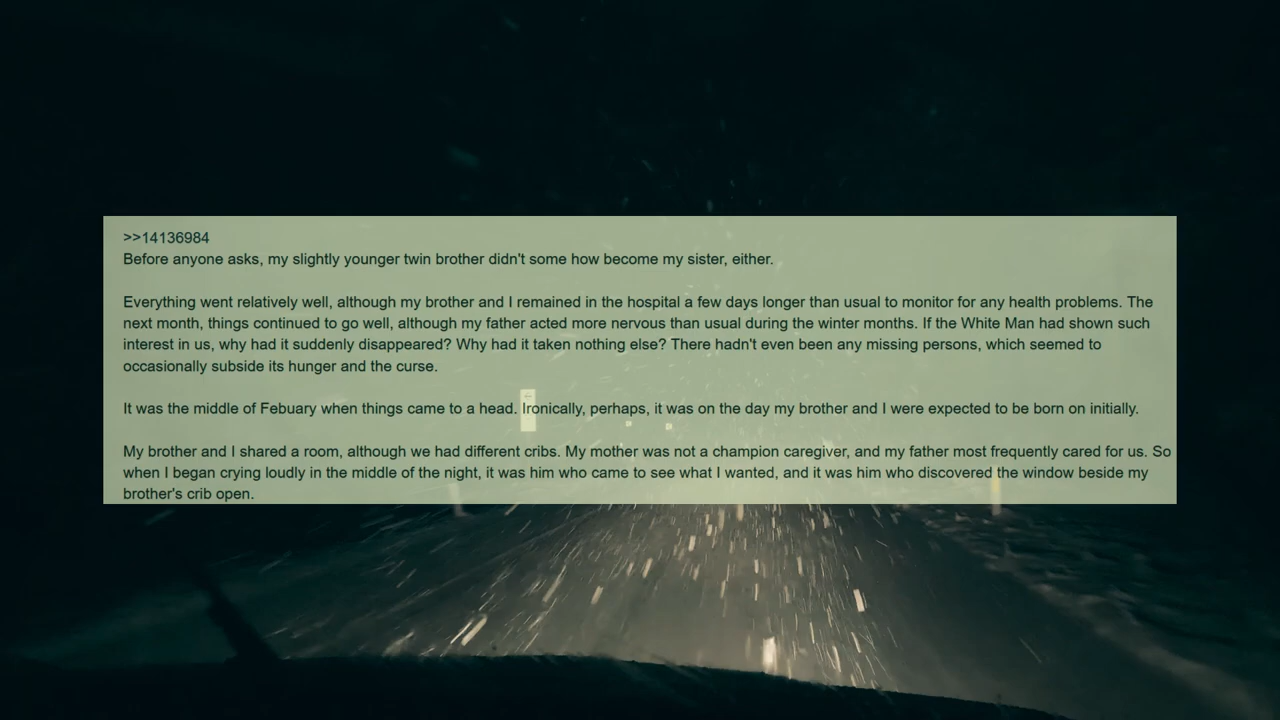 >>14136984
Before anyone asks, my slightly younger twin brother didn't some how become my sister, either.
Everything went relatively well, although my brother and I remained in the hospital a few days longer than usual to monitor for any health problems. The
next month, things continued to go well, although my father acted more nervous than usual during the winter months. If the White Man had shown such
interest in us, why had it suddenly disappeared? Why had it taken nothing else? There hadn't even been any missing persons, which seemed to
occasionally subside its hunger and the curse.
It was the middle of Febuary when things came to a head. Ironically, perhaps, it was on the day my brother and I were expected to be born on initially.
My brother and I shared a room, although we had different cribs. My mother was not a champion caregiver, and my father most frequently cared for us. So
when I began crying loudly in the middle of the night, it was him who came to see what I wanted, and it was him who discovered the window beside my
brother's crib open.